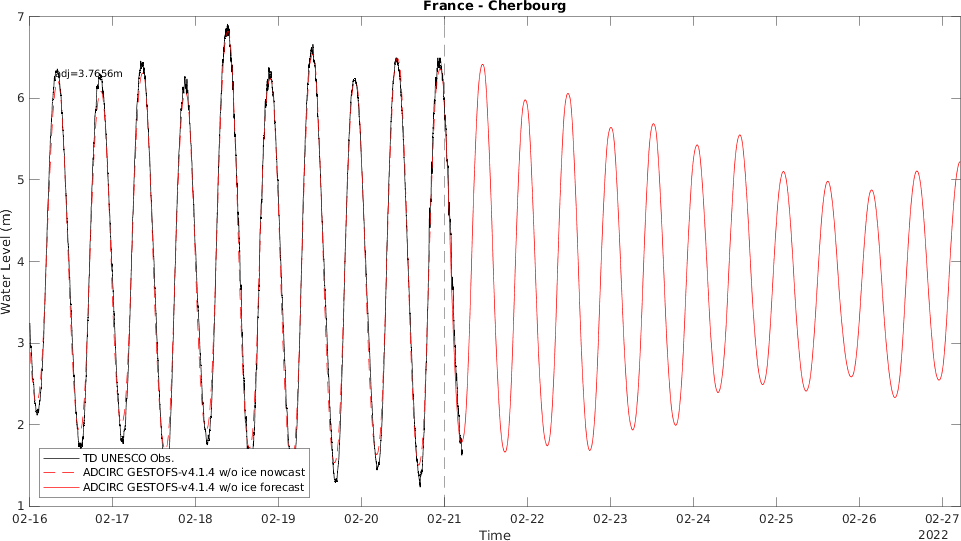 France - Cherbourg
7
6
5
4
3
2
1
adj=3.7656m
Water Level (m)
TD UNESCO Obs.
ADCIRC GESTOFS-v4.1.4 w/o ice nowcast
ADCIRC GESTOFS-v4.1.4 w/o ice forecast
02-16 02-17 02-18 02-19 02-20 02-21 02-22 02-23 02-24 02-25 02-26 02-27
Time
2022